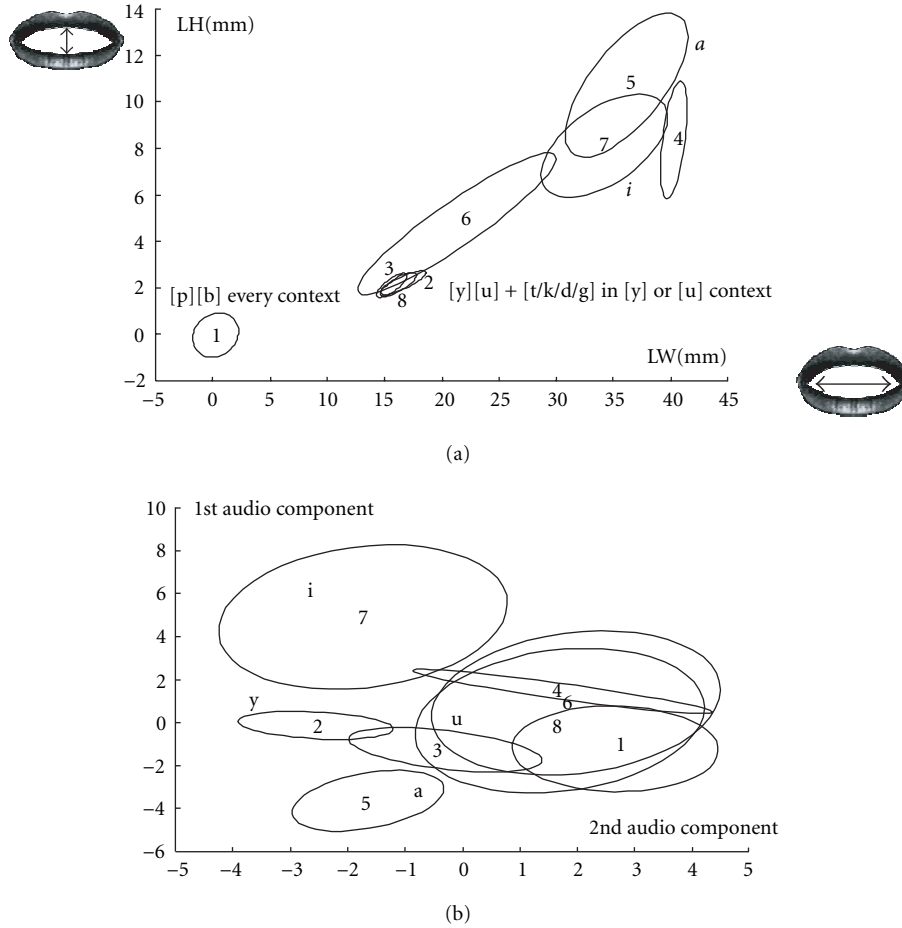 14
LH(mm)
a
12
5
10
4
8
7
i
6
6
4
3
2
2
[p][b] every context
8
[y][u] + [t/k/d/g] in [y] or [u] context
0
1
LW(mm)
−2
−5 0 5 10 15 20 25 30 35 40 45
(a)
10
1st audio component
8
6
i
7
4
2
4
y
6
u
0
2
8
3
1
−2
a
−4
5
2nd audio component
−6
−5 −4 −3 −2 −1 0 1 2 3 4 5
(b)